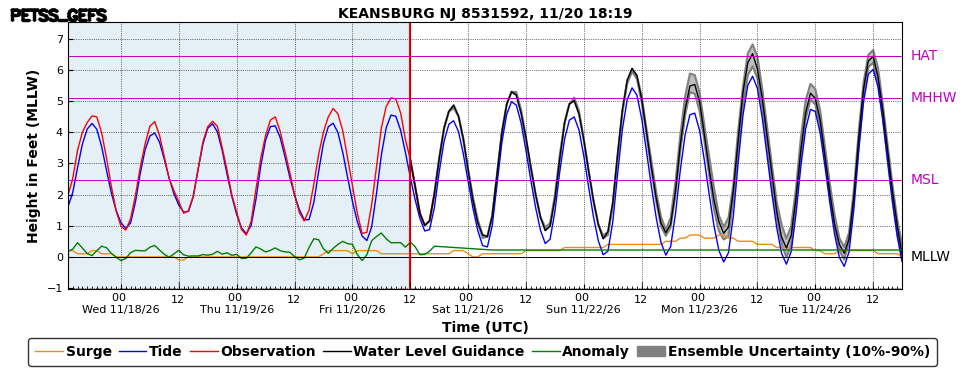 PETSS_GEFS
KEANSBURG NJ 8531592, 11/20 18:19
Height in Feet (MLLW)
7
6
5
4
3
2
1
0
−1
HAT
MHHW
MSL
MLLW
00 12 00 12 00 12 00 12 00 12 00 12 00 12
Wed 11/18/26 Thu 11/19/26 Fri 11/20/26 Sat 11/21/26 Sun 11/22/26 Mon 11/23/26 Tue 11/24/26
Time (UTC)
Surge Tide Observation Water Level Guidance Anomaly Ensemble Uncertainty (10%-90%)